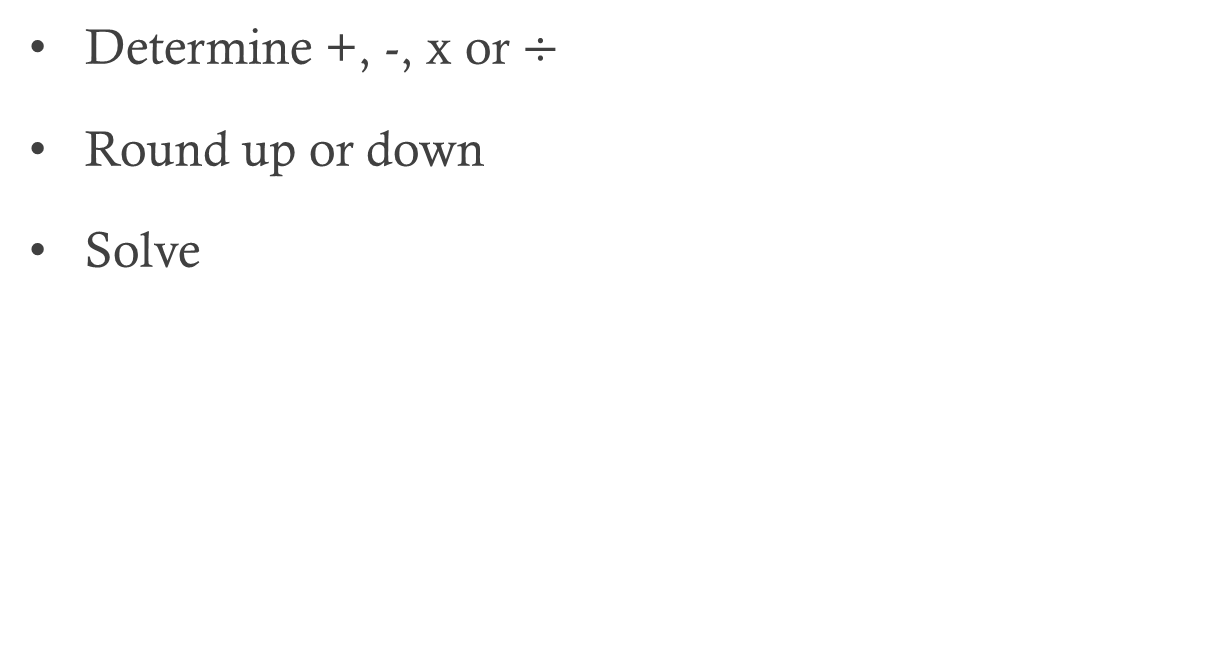 • Determine +, -, x or ÷
• Round up or down
• Solve